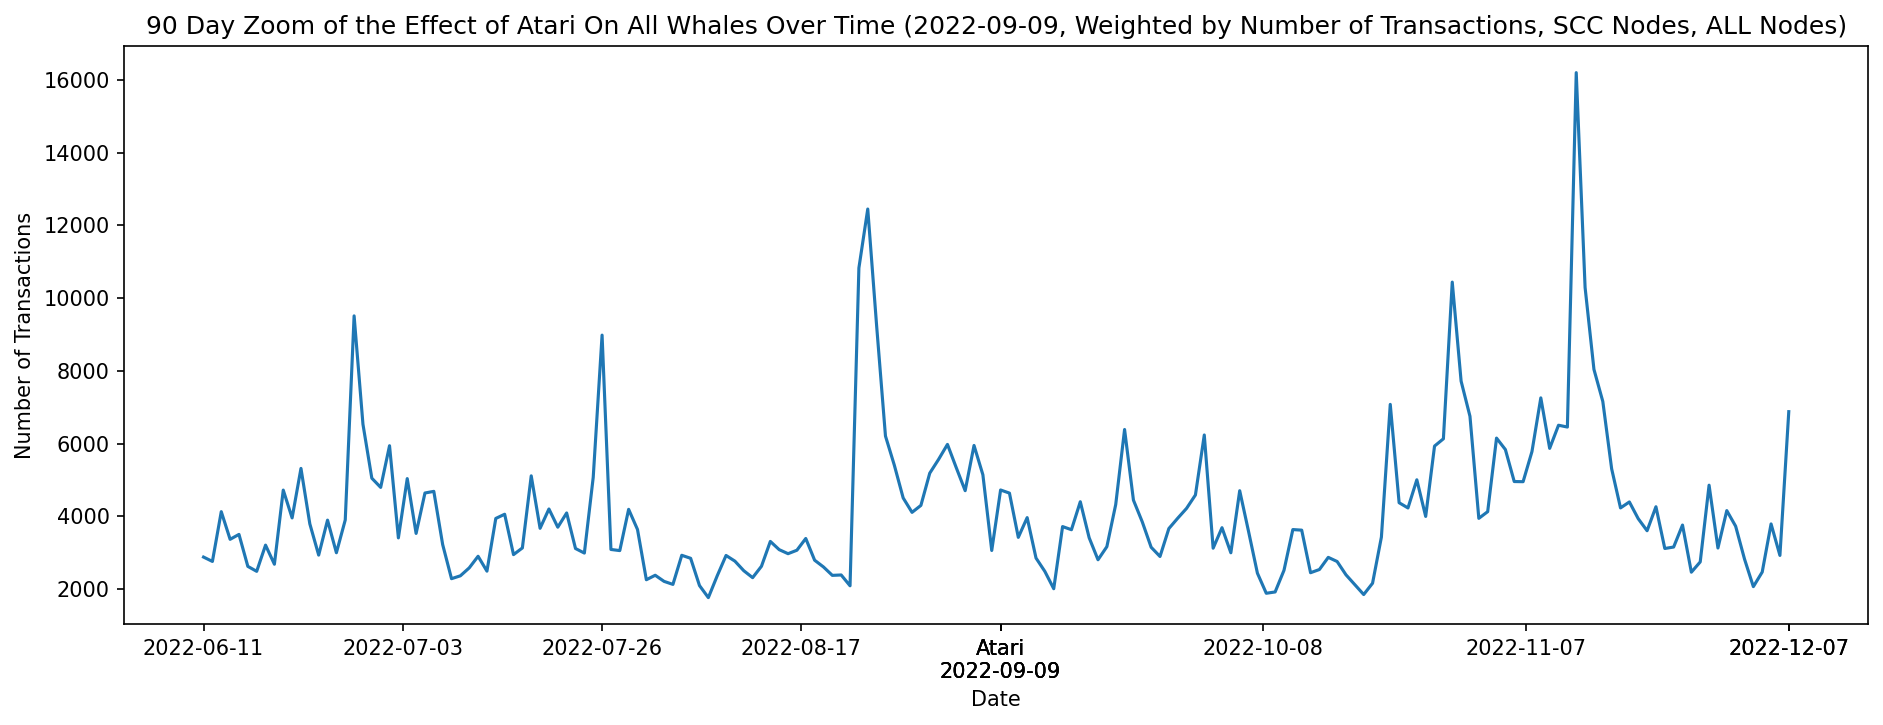 90 Day Zoom of the Effect of Atari On All Whales Over Time (2022-09-09, Weighted by Number of Transactions, SCC Nodes, ALL Nodes)
Number of Transactions
16000
14000
12000
10000
8000
6000
4000
2000
2022-06-11 2022-07-03 2022-07-26 2022-08-17 Atari 2022-10-08 2022-11-07 2022-12-07
2022-09-09
Date